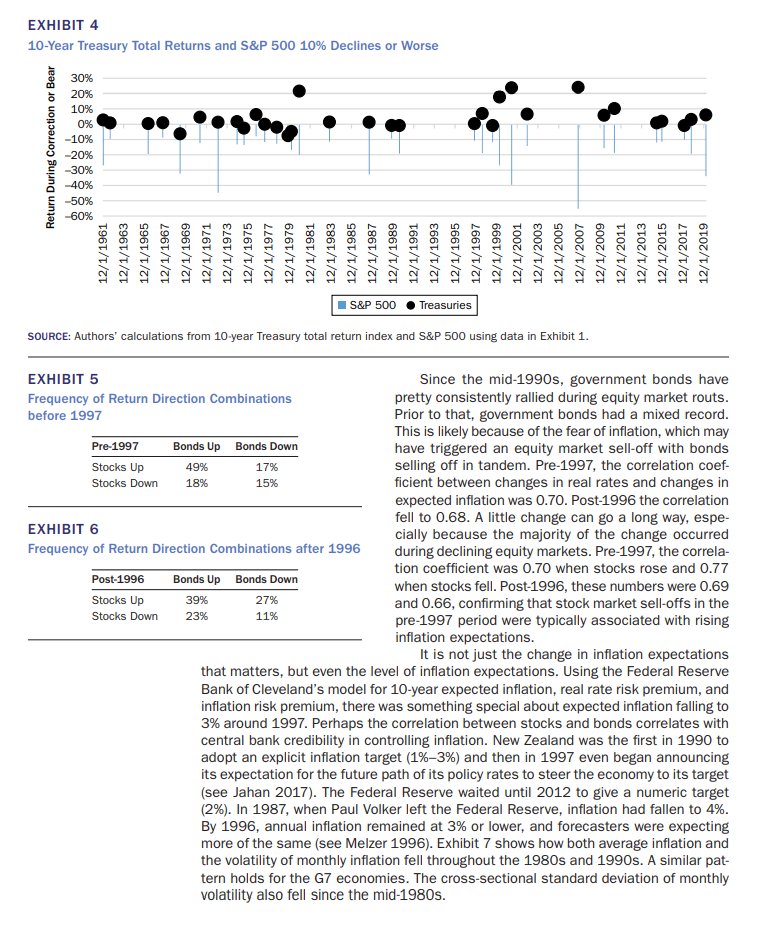 EXHIBIT 4
10-Year Treasury Total Returns and S&P 500 10% Declines or Worse
Return During Correction or Bear
30%
20%
10%
0%
–10%
–20%
–30%
–40%
–50%
–60%
12/1/1961
12/1/1963
12/1/1965
12/1/1967
12/1/1969
12/1/1971
12/1/1973
12/1/1975
12/1/1977
12/1/1979
12/1/1981
12/1/1983
12/1/1985
12/1/1987
12/1/1989
12/1/1991
12/1/1993
12/1/1995
12/1/1997
12/1/1999
12/1/2001
12/1/2003
12/1/2005
12/1/2007
12/1/2009
12/1/2011
12/1/2013
12/1/2015
12/1/2017
12/1/2019
S&P 500 Treasuries
SOURCE: Authors' calculations from 10-year Treasury total return index and S&P 500 using data in Exhibit 1.
EXHIBIT 5
Frequency of Return Direction Combinations
before 1997
Pre-1997 Bonds Up Bonds Down
Stocks Up 49% 17%
Stocks Down 18% 15%
EXHIBIT 6
Frequency of Return Direction Combinations after 1996
Post-1996 Bonds Up Bonds Down
Stocks Up 39% 27%
Stocks Down 23% 11%
Since the mid-1990s, government bonds have
pretty consistently rallied during equity market routs.
Prior to that, government bonds had a mixed record.
This is likely because of the fear of inflation, which may
have triggered an equity market sell-off with bonds
selling off in tandem. Pre-1997, the correlation coef-
ficient between changes in real rates and changes in
expected inflation was 0.70. Post-1996 the correlation
fell to 0.68. A little change can go a long way, espe-
cially because the majority of the change occurred
during declining equity markets. Pre-1997, the correla-
tion coefficient was 0.70 when stocks rose and 0.77
when stocks fell. Post-1996, these numbers were 0.69
and 0.66, confirming that stock market sell-offs in the
pre-1997 period were typically associated with rising
inflation expectations.
It is not just the change in inflation expectations
that matters, but even the level of inflation expectations. Using the Federal Reserve
Bank of Cleveland's model for 10-year expected inflation, real rate risk premium, and
inflation risk premium, there was something special about expected inflation falling to
3% around 1997. Perhaps the correlation between stocks and bonds correlates with
central bank credibility in controlling inflation. New Zealand was the first in 1990 to
adopt an explicit inflation target (1%–3%) and then in 1997 even began announcing
its expectation for the future path of its policy rates to steer the economy to its target
(see Jahan 2017). The Federal Reserve waited until 2012 to give a numeric target
(2%). In 1987, when Paul Volker left the Federal Reserve, inflation had fallen to 4%.
By 1996, annual inflation remained at 3% or lower, and forecasters were expecting
more of the same (see Melzer 1996). Exhibit 7 shows how both average inflation and
the volatility of monthly inflation fell throughout the 1980s and 1990s. A similar pat-
tern holds for the G7 economies. The cross-sectional standard deviation of monthly
volatility also fell since the mid-1980s.